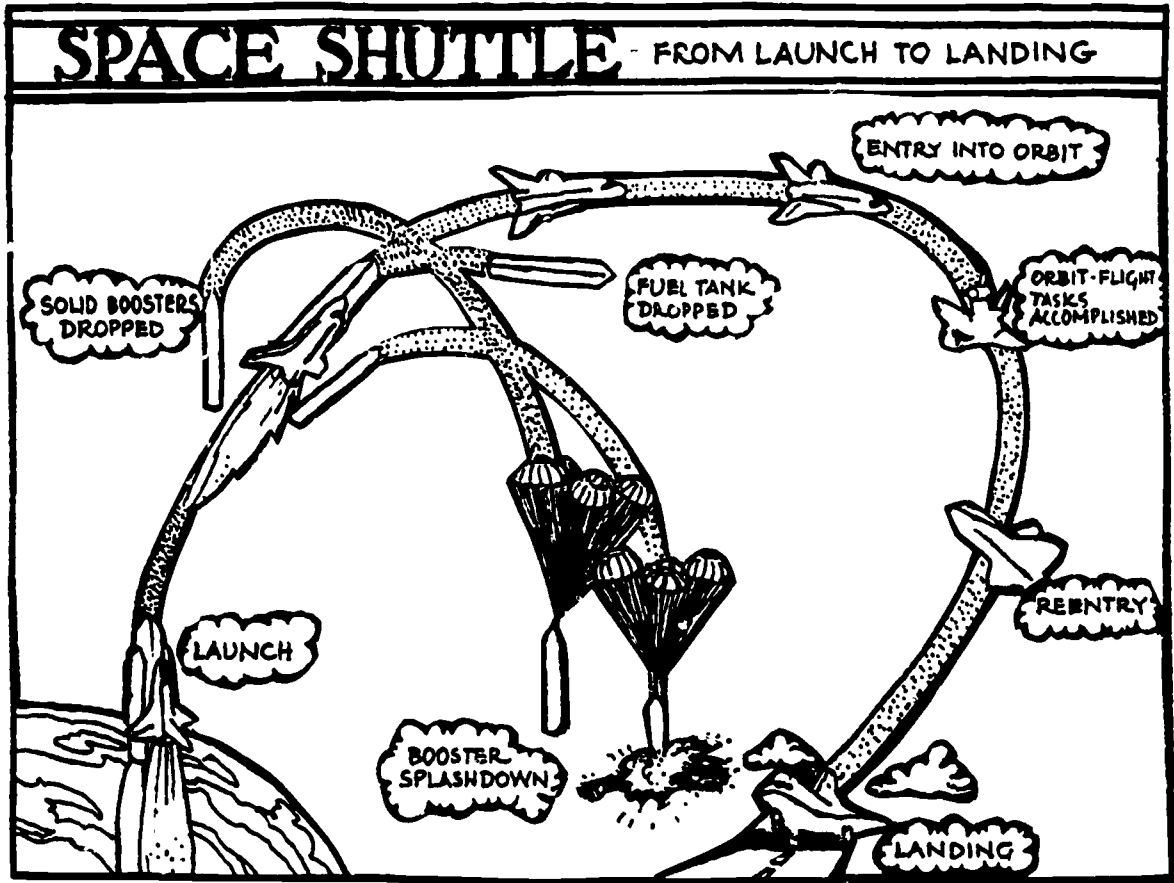 SPACE SHUTTLE - FROM LAUNCH TO LANDING
ENTRY INTO ORBIT
SOLID BOOSTERS
DROPPED
FUEL TANK
DROPPED
ORBIT-FLIGHT
TASKS
ACCOMPLISHED
REENTRY
LAUNCH
BOOSTER
SPLASHDOWN
LANDING